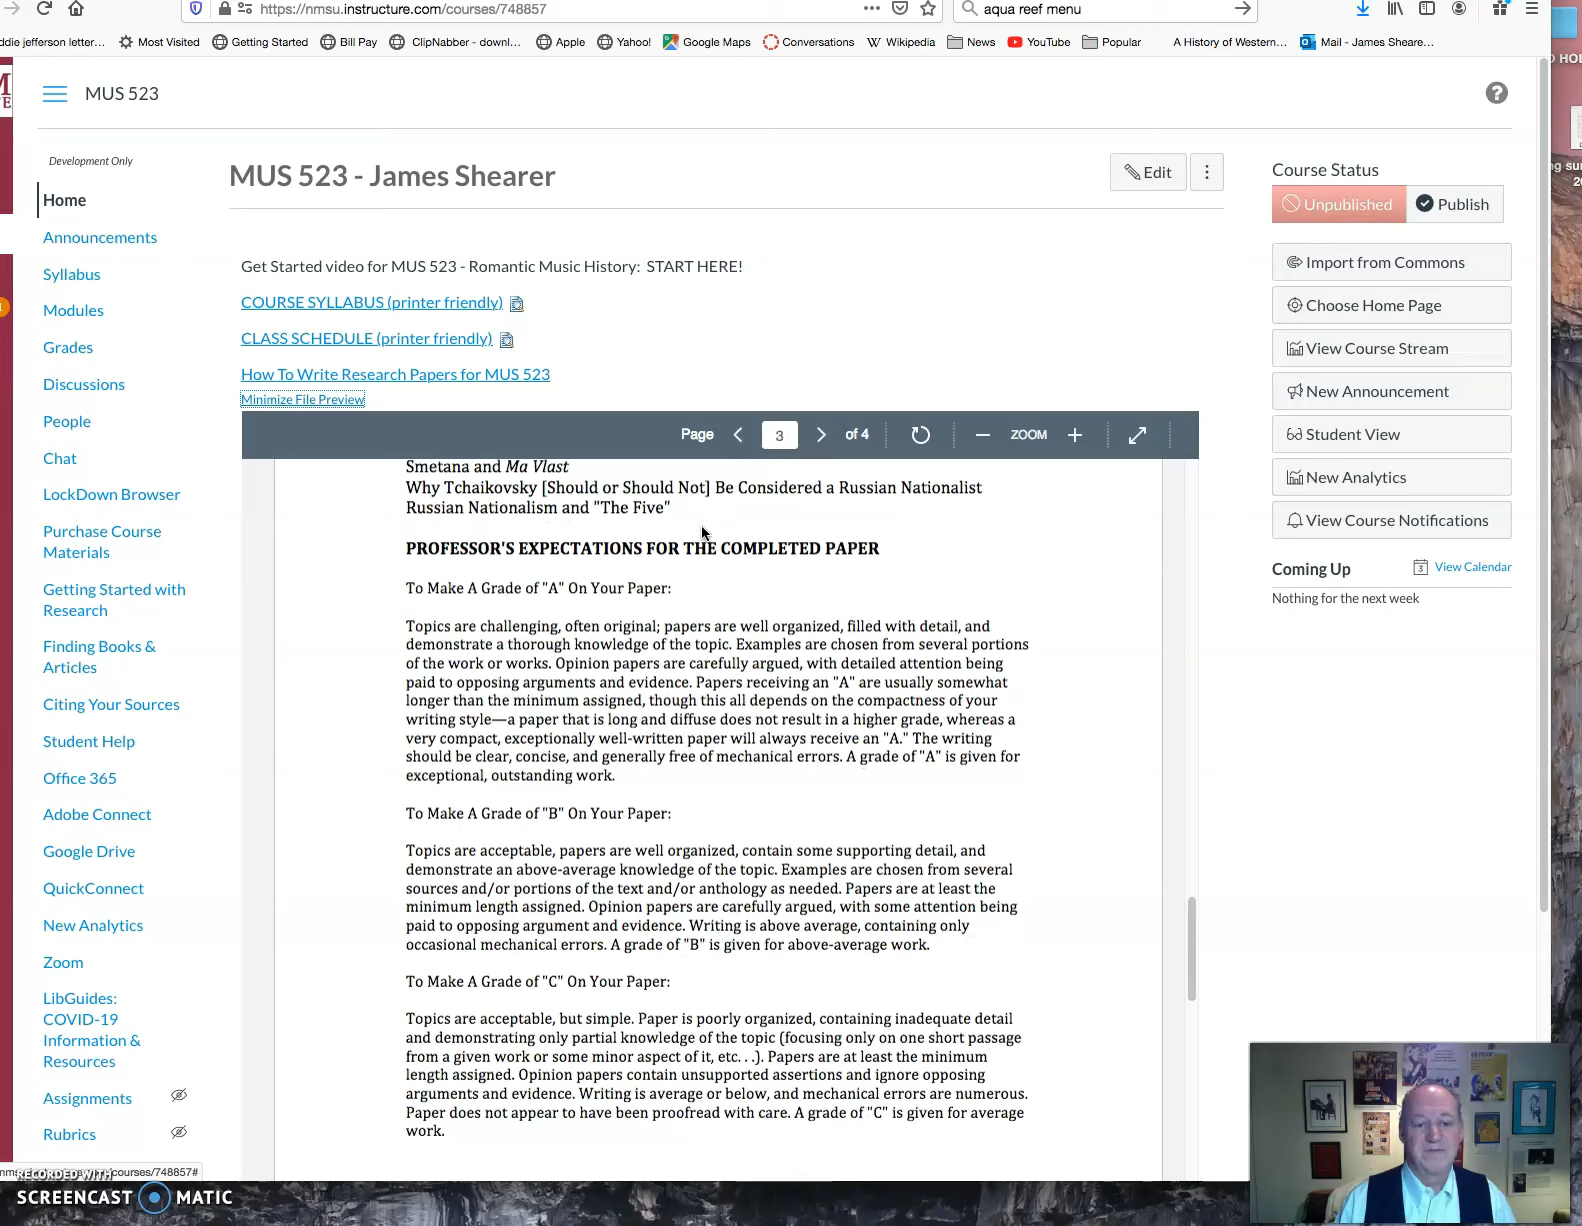 https://nmsu.instructure.com/courses/748857
aqua reef menu
ddie jefferson letter…
Most Visited
Getting Started
Bill Pay
ClipNabber - downl…
Apple
Yahoo!
Google Maps
Conversations
Wikipedia
News
YouTube
Popular
A History of Western…
Mail - James Sheare…
MUS 523
Development Only
Home
Announcements
Syllabus
Modules
Grades
Discussions
People
Chat
LockDown Browser
Purchase Course
Materials
Getting Started with
Research
Finding Books &
Articles
Citing Your Sources
Student Help
Office 365
Adobe Connect
Google Drive
QuickConnect
New Analytics
Zoom
LibGuides:
COVID-19
Information &
Resources
Assignments
Rubrics
MUS 523 - James Shearer
Edit
Get Started video for MUS 523 - Romantic Music History: START HERE!
COURSE SYLLABUS (printer friendly)
CLASS SCHEDULE (printer friendly)
How To Write Research Papers for MUS 523
Minimize File Preview
Page 3 of 4
ZOOM
Smetana and Ma Vlast
Why Tchaikovsky [Should or Should Not] Be Considered a Russian Nationalist
Russian Nationalism and "The Five"
PROFESSOR'S EXPECTATIONS FOR THE COMPLETED PAPER
To Make A Grade of "A" On Your Paper:
Topics are challenging, often original; papers are well organized, filled with detail, and
demonstrate a thorough knowledge of the topic. Examples are chosen from several portions
of the work or works. Opinion papers are carefully argued, with detailed attention being
paid to opposing arguments and evidence. Papers receiving an "A" are usually somewhat
longer than the minimum assigned, though this all depends on the compactness of your
writing style—a paper that is long and diffuse does not result in a higher grade, whereas a
very compact, exceptionally well-written paper will always receive an "A." The writing
should be clear, concise, and generally free of mechanical errors. A grade of "A" is given for
exceptional, outstanding work.
To Make A Grade of "B" On Your Paper:
Topics are acceptable, papers are well organized, contain some supporting detail, and
demonstrate an above-average knowledge of the topic. Examples are chosen from several
sources and/or portions of the text and/or anthology as needed. Papers are at least the
minimum length assigned. Opinion papers are carefully argued, with some attention being
paid to opposing argument and evidence. Writing is above average, containing only
occasional mechanical errors. A grade of "B" is given for above-average work.
To Make A Grade of "C" On Your Paper:
Topics are acceptable, but simple. Paper is poorly organized, containing inadequate detail
and demonstrating only partial knowledge of the topic (focusing only on one short passage
from a given work or some minor aspect of it, etc. . .). Papers are at least the minimum
length assigned. Opinion papers contain unsupported assertions and ignore opposing
arguments and evidence. Writing is average or below, and mechanical errors are numerous.
Paper does not appear to have been proofread with care. A grade of "C" is given for average
work.
Course Status
Unpublished
Publish
Import from Commons
Choose Home Page
View Course Stream
New Announcement
Student View
New Analytics
View Course Notifications
Coming Up
3
View Calendar
Nothing for the next week
courses/748857#
RECORDED WITH
SCREENCAST MATIC